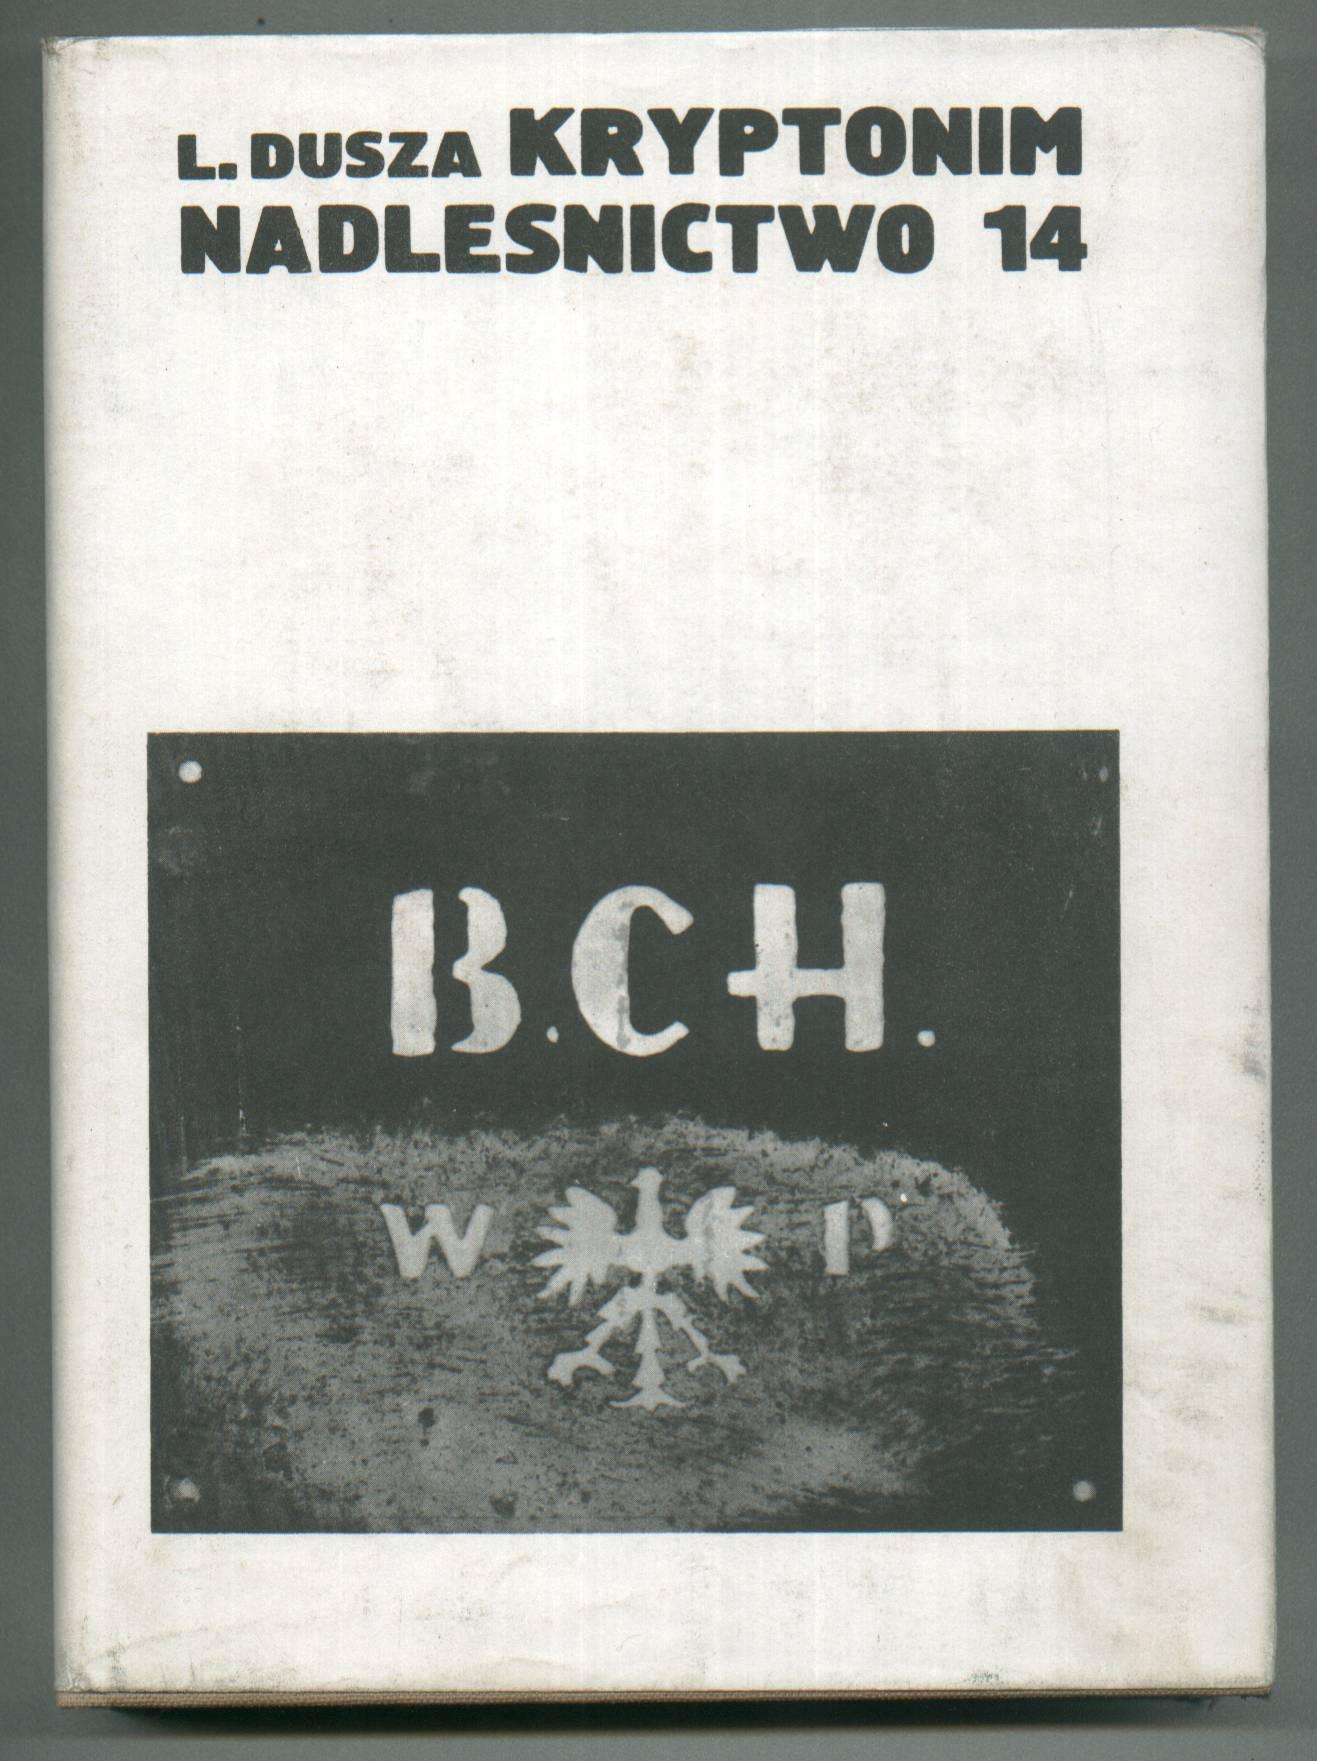 L. DUSZA KRYPTONIM
NADLESNICTWO 14
B.CH.
W P